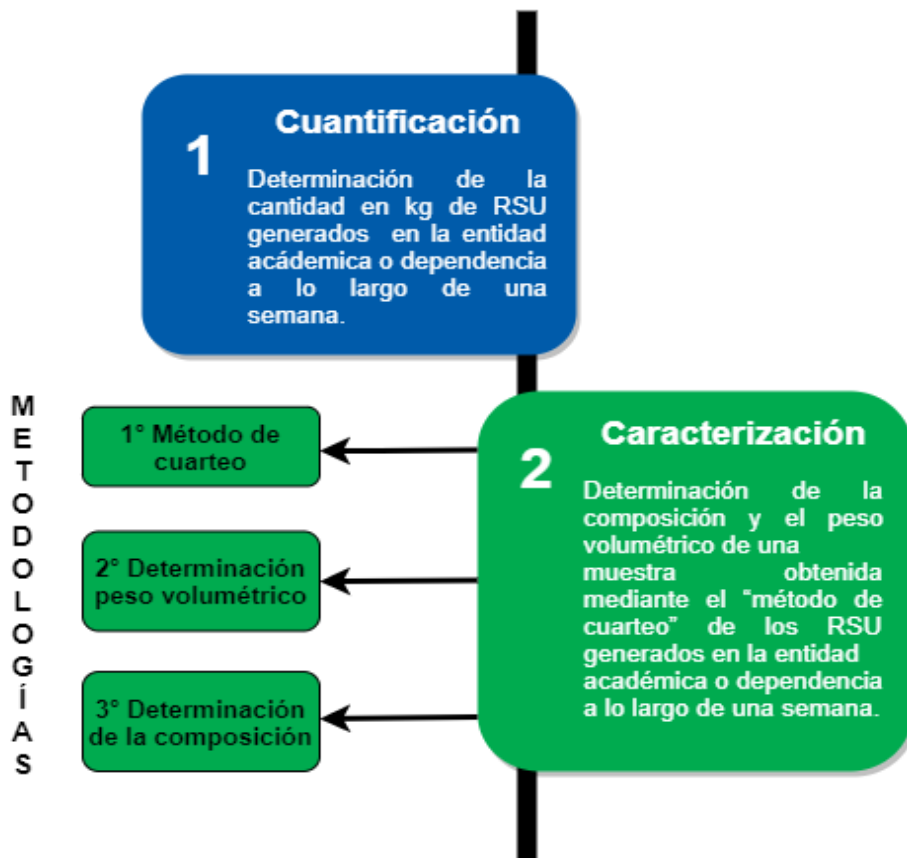 Cuantificación
1
Determinación de la
cantidad en kg de RSU
generados en la entidad
acádemica o dependencia
a lo largo de una
semana.
METODOLOGÍAS
1° Método de
cuarteo
2° Determinación
peso volumétrico
3° Determinación
de la composición
Caracterización
2
Determinación de la
composición y el peso
volumétrico de una
muestra obtenida
mediante el “método de
cuarteo” de los RSU
generados en la entidad
académica o dependencia
a lo largo de una semana.